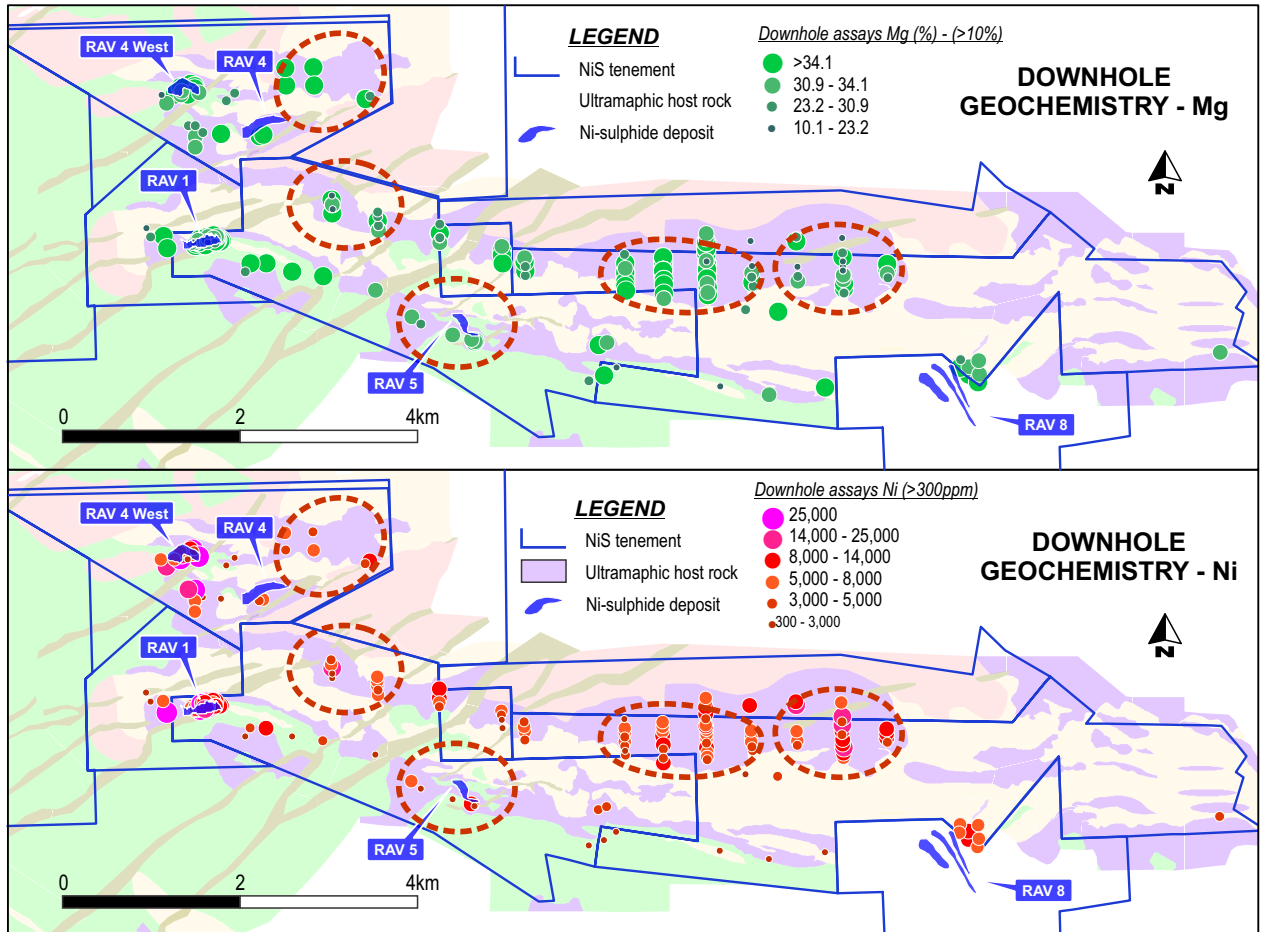 RAV 4 West
RAV 4
RAV 1
RAV 5
RAV 8
LEGEND
NiS tenement
Ultramaphic host rock
Ni-sulphide deposit
Downhole assays Mg (%) - (>10%)
>34.1
30.9 - 34.1
23.2 - 30.9
10.1 - 23.2
DOWNHOLE
GEOCHEMISTRY - Mg
N
0 2 4km
RAV 4 West
RAV 4
RAV 1
RAV 5
RAV 8
LEGEND
NiS tenement
Ultramaphic host rock
Ni-sulphide deposit
Downhole assays Ni (>300ppm)
25,000
14,000 - 25,000
8,000 - 14,000
5,000 - 8,000
3,000 - 5,000
300 - 3,000
DOWNHOLE
GEOCHEMISTRY - Ni
N
0 2 4km